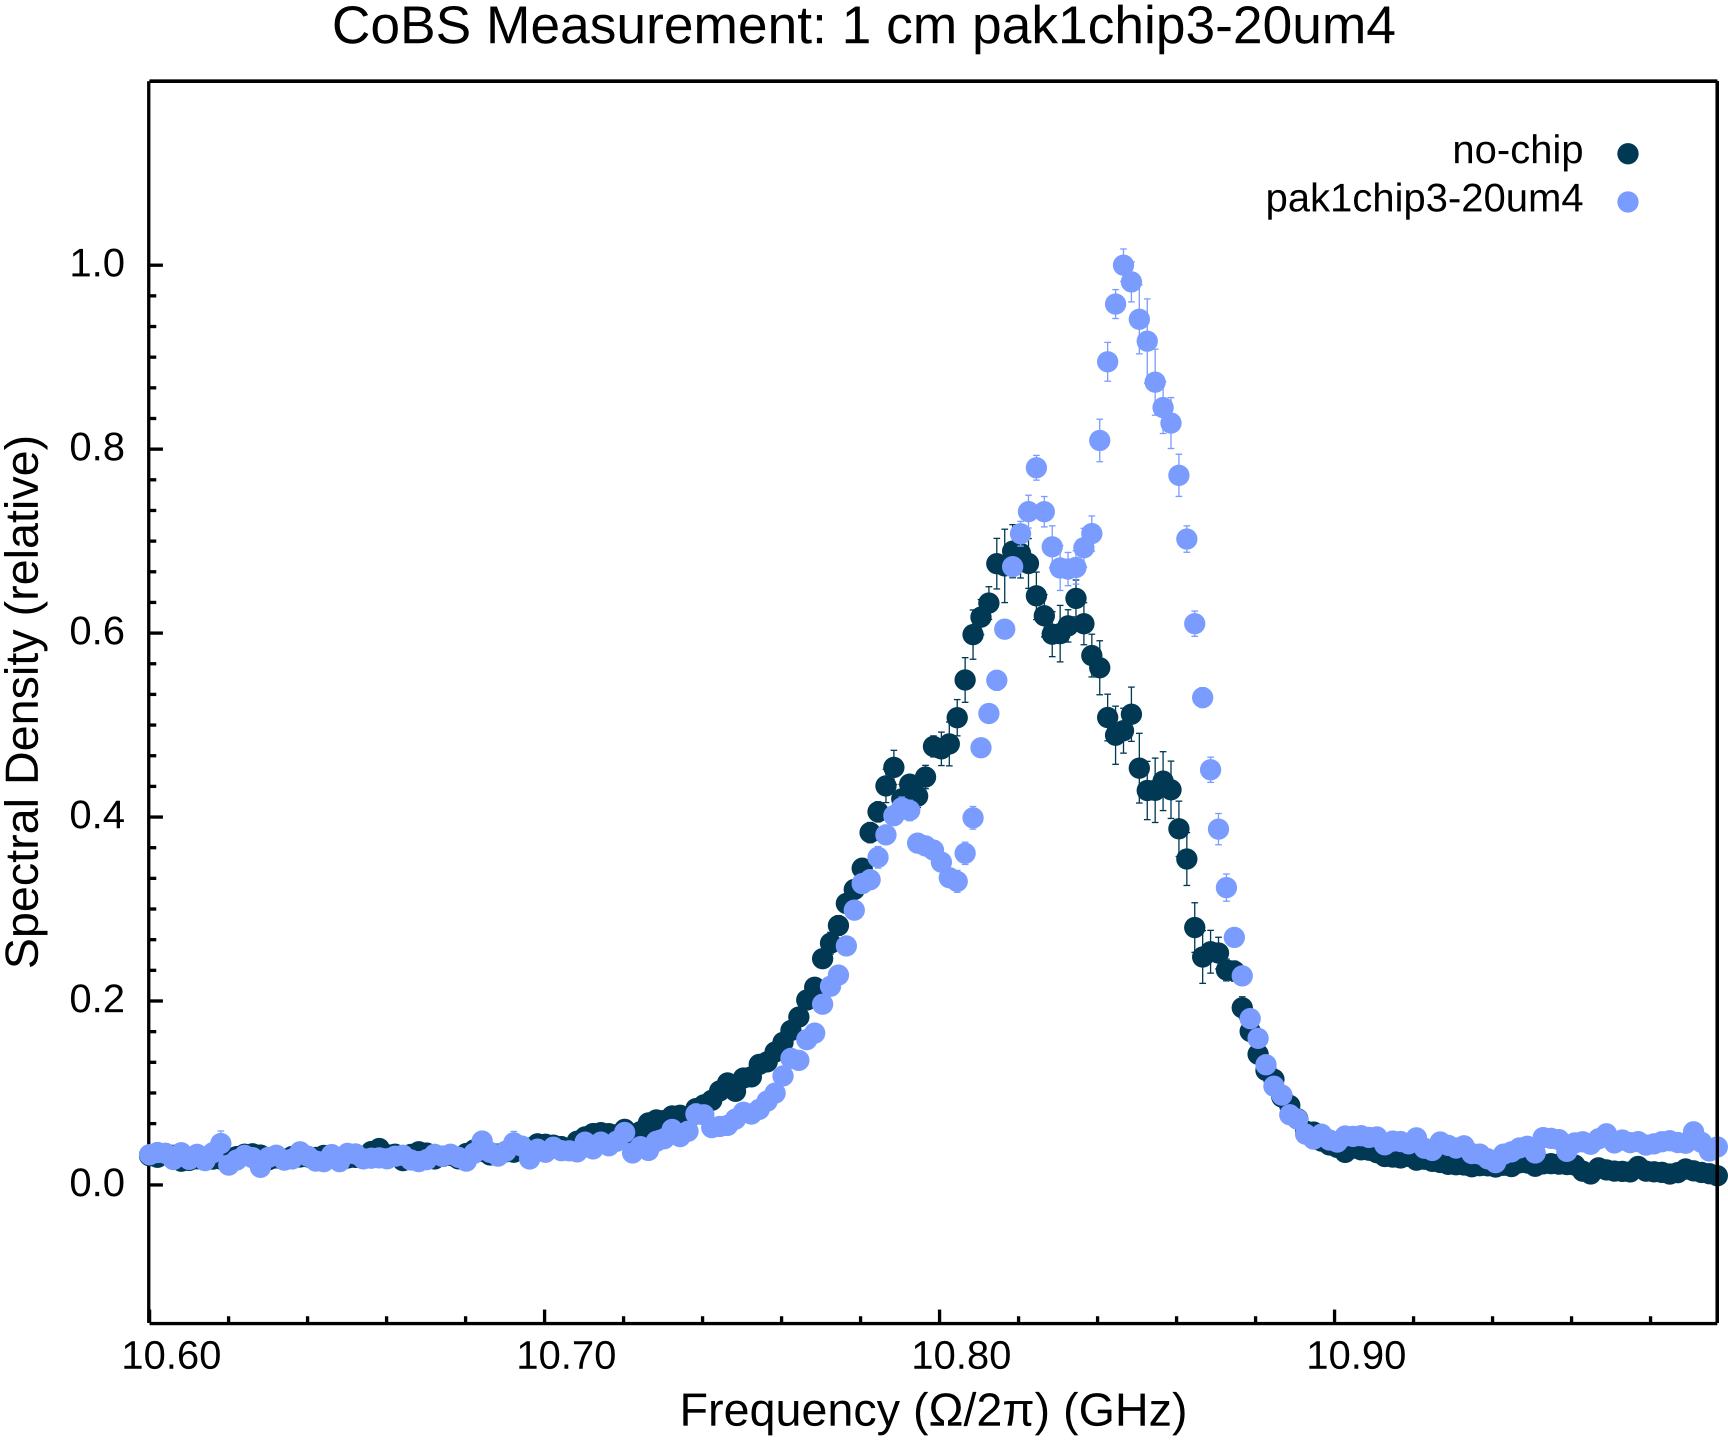 CoBS Measurement: 1 cm pak1chip3-20um4
no-chip
pak1chip3-20um4
1.0
0.8
0.6
0.4
0.2
0.0
Spectral Density (relative)
10.60 10.70 10.80 10.90
Frequency (Ω/2π) (GHz)